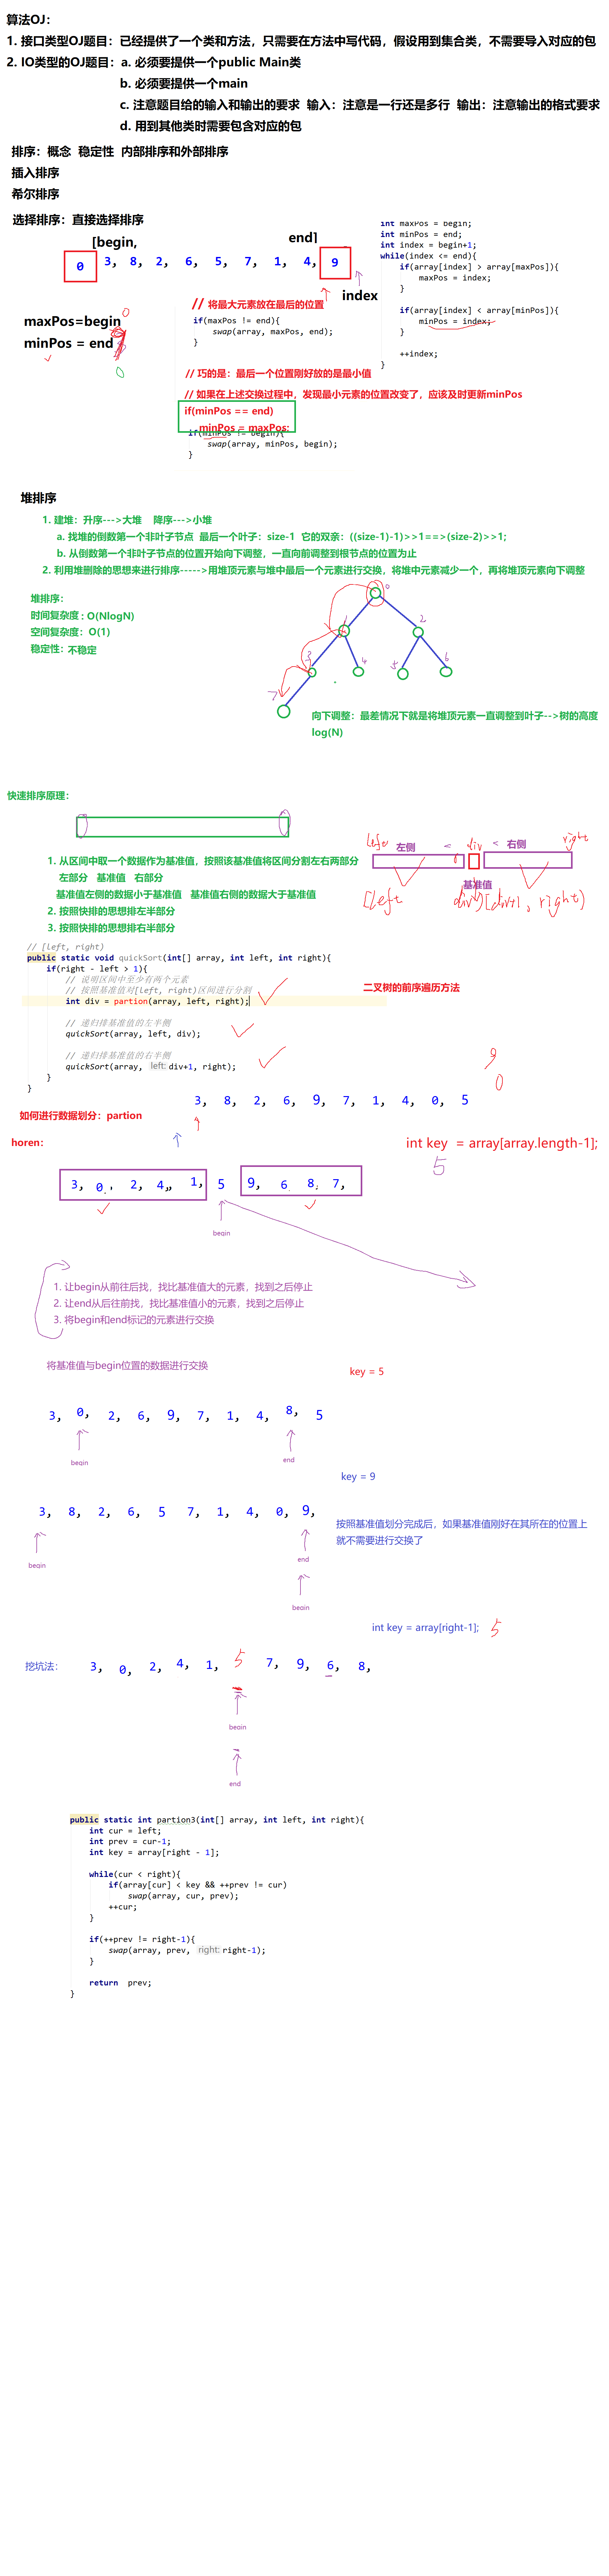 算法OJ：
1. 接口类型OJ题目：已经提供了一个类和方法，只需要在方法中写代码，假设用到集合类，不需要导入对应的包
2. IO类型的OJ题目：a. 必须要提供一个public Main类
b. 必须要提供一个main
c. 注意题目给的输入和输出的要求 输入：注意是一行还是多行 输出：注意输出的格式要求
d. 用到其他类时需要包含对应的包
排序：概念 稳定性 内部排序和外部排序
插入排序
希尔排序
选择排序：直接选择排序
[begin, end]
0 3, 8, 2, 6, 5, 7, 1, 4, 9
index
int maxPos = begin;
int minPos = end;
int index = begin+1;
while(index <= end){
if(array[index] > array[maxPos]){
maxPos = index;
}
if(array[index] < array[minPos]){
minPos = index;
}
++index;
}
maxPos=begin 0
minPos = end
0
// 将最大元素放在最后的位置
if(maxPos != end){
swap(array, maxPos, end);
}
// 巧的是：最后一个位置刚好放的是最小值
// 如果在上述交换过程中，发现最小元素的位置改变了，应该及时更新minPos
if(minPos == end)
minPos = maxPos;
if(minPos != begin){
swap(array, minPos, begin);
}
堆排序
1. 建堆：升序--->大堆 降序--->小堆
a. 找堆的倒数第一个非叶子节点 最后一个叶子：size-1 它的双亲：((size-1)-1)>>1==>(size-2)>>1;
b. 从倒数第一个非叶子节点的位置开始向下调整，一直向前调整到根节点的位置为止
2. 利用堆删除的思想来进行排序----->用堆顶元素与堆中最后一个元素进行交换，将堆中元素减少一个，再将堆顶元素向下调整
堆排序：
时间复杂度：O(NlogN)
空间复杂度：O(1)
稳定性：不稳定
0
1 2
3 4 5 6
7
向下调整：最差情况下就是将堆顶元素一直调整到叶子-->树的高度
log(N)
快速排序原理：
left 左侧 < div < 右侧 right
基准值
[left div)[div+1, right)
1. 从区间中取一个数据作为基准值，按照该基准值将区间分割左右两部分
左部分 基准值 右部分
基准值左侧的数据小于基准值 基准值右侧的数据大于基准值
2. 按照快排的思想排左半部分
3. 按照快排的思想排右半部分
// [left, right)
public static void quickSort(int[] array, int left, int right){
if(right - left > 1){
// 说明区间中至少有两个元素
// 按照基准值对[left, right)区间进行分割
int div = partion(array, left, right);
// 递归排基准值的左半侧
quickSort(array, left, div);
// 递归排基准值的右半侧
quickSort(array, left: div+1, right);
}
}
二叉树的前序遍历方法
9
0
3, 8, 2, 6, 9, 7, 1, 4, 0, 5
如何进行数据划分：partion
horen:
int key = array[array.length-1];
5
3, 0, 2, 4, 1, 5 9, 6 8, 7,
begin
1. 让begin从前往后找，找比基准值大的元素，找到之后停止
2. 让end从后往前找，找比基准值小的元素，找到之后停止
3. 将begin和end标记的元素进行交换
将基准值与begin位置的数据进行交换
key = 5
3, 0, 2, 6, 9, 7, 1, 4, 8, 5
begin end
key = 9
3, 8, 2, 6, 5 7, 1, 4, 0, 9,
begin end
begin
按照基准值划分完成后，如果基准值刚好在其所在的位置上
就不需要进行交换了
int key = array[right-1]; 5
挖坑法： 3, 0, 2, 4, 1, 5 7, 9, 6, 8,
begin
end
public static int partion3(int[] array, int left, int right){
int cur = left;
int prev = cur-1;
int key = array[right - 1];
while(cur < right){
if(array[cur] < key && ++prev != cur)
swap(array, cur, prev);
++cur;
}
if(++prev != right-1){
swap(array, prev, right: right-1);
}
return prev;
}